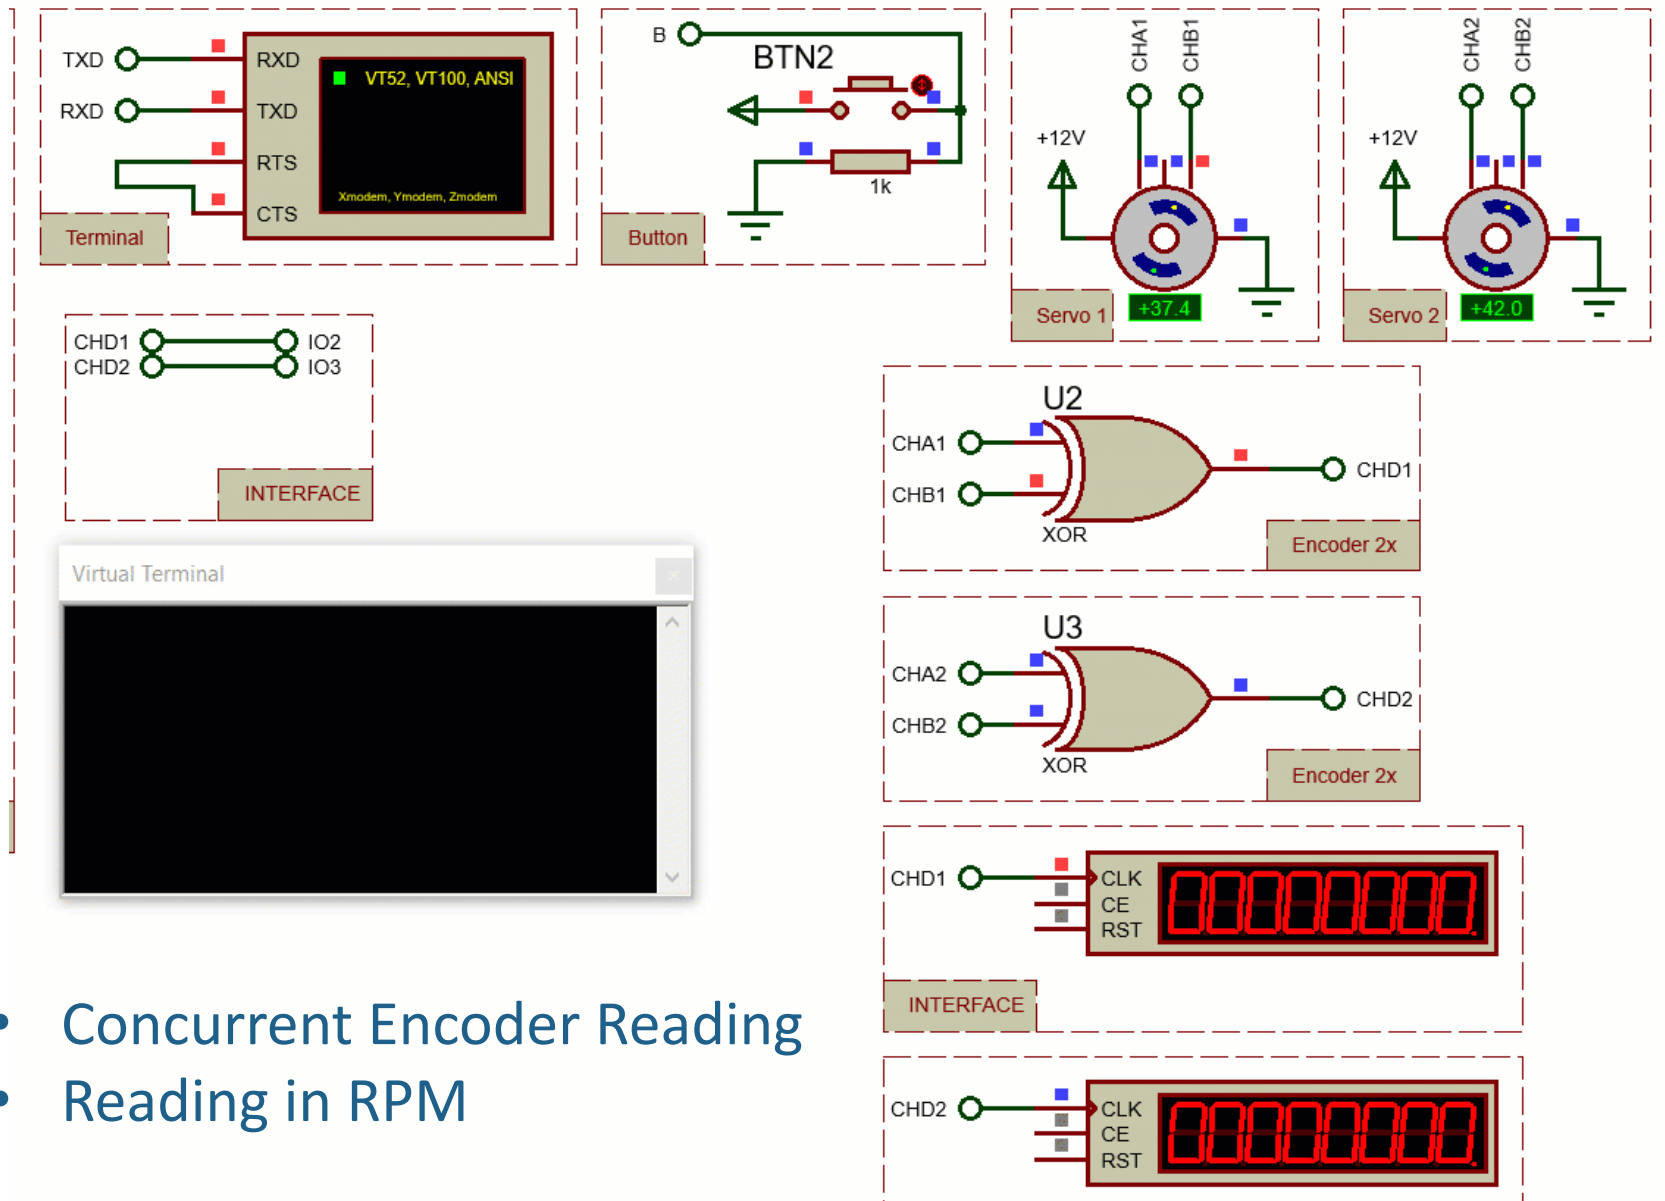 TXD
RXD
RXD
TXD
RTS
CTS
VT52, VT100, ANSI
Xmodem, Ymodem, Zmodem
Terminal
B
BTN2
1k
Button
CHA1
CHB1
+12V
+37.4
Servo 1
CHA2
CHB2
+12V
+42.0
Servo 2
CHD1
IO2
CHD2
IO3
INTERFACE
U2
CHA1
CHB1
CHD1
XOR
Encoder 2x
Virtual Terminal
U3
CHA2
CHB2
CHD2
XOR
Encoder 2x
CHD1
CLK
CE
RST
00000000.
INTERFACE
• Concurrent Encoder Reading
• Reading in RPM
CHD2
CLK
CE
RST
00000000.